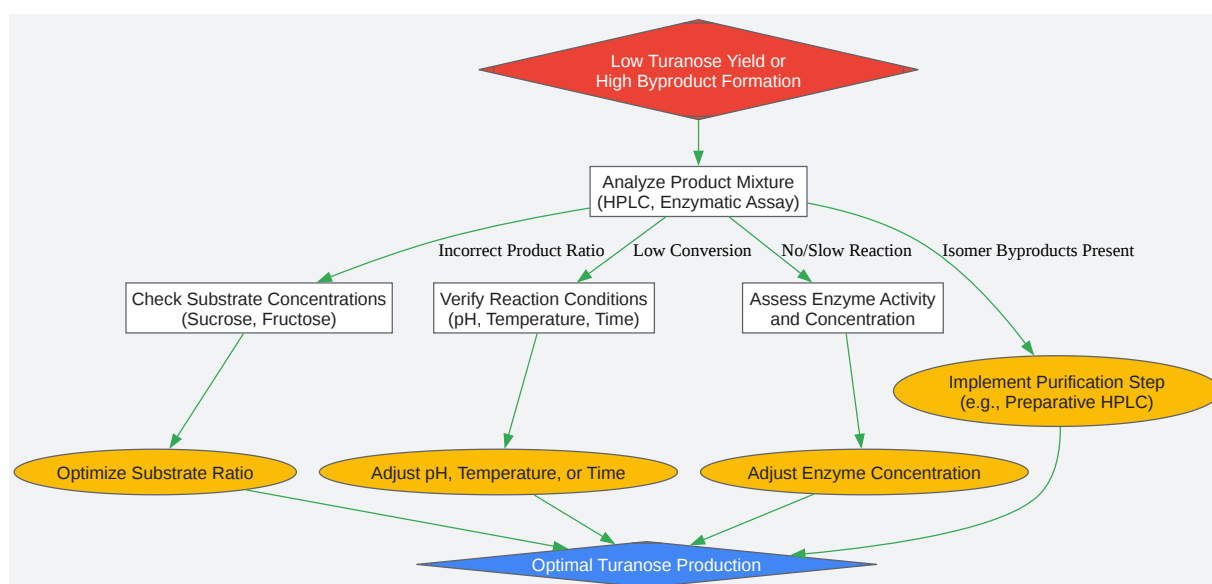 Low Turanose Yield or
High Byproduct Formation
Analyze Product Mixture
(HPLC, Enzymatic Assay)
Incorrect Product Ratio
Low Conversion
No/Slow Reaction
Isomer Byproducts Present
Check Substrate Concentrations
(Sucrose, Fructose)
Verify Reaction Conditions
(pH, Temperature, Time)
Assess Enzyme Activity
and Concentration
Implement Purification Step
(e.g., Preparative HPLC)
Optimize Substrate Ratio
Adjust pH, Temperature, or Time
Adjust Enzyme Concentration
Optimal Turanose Production